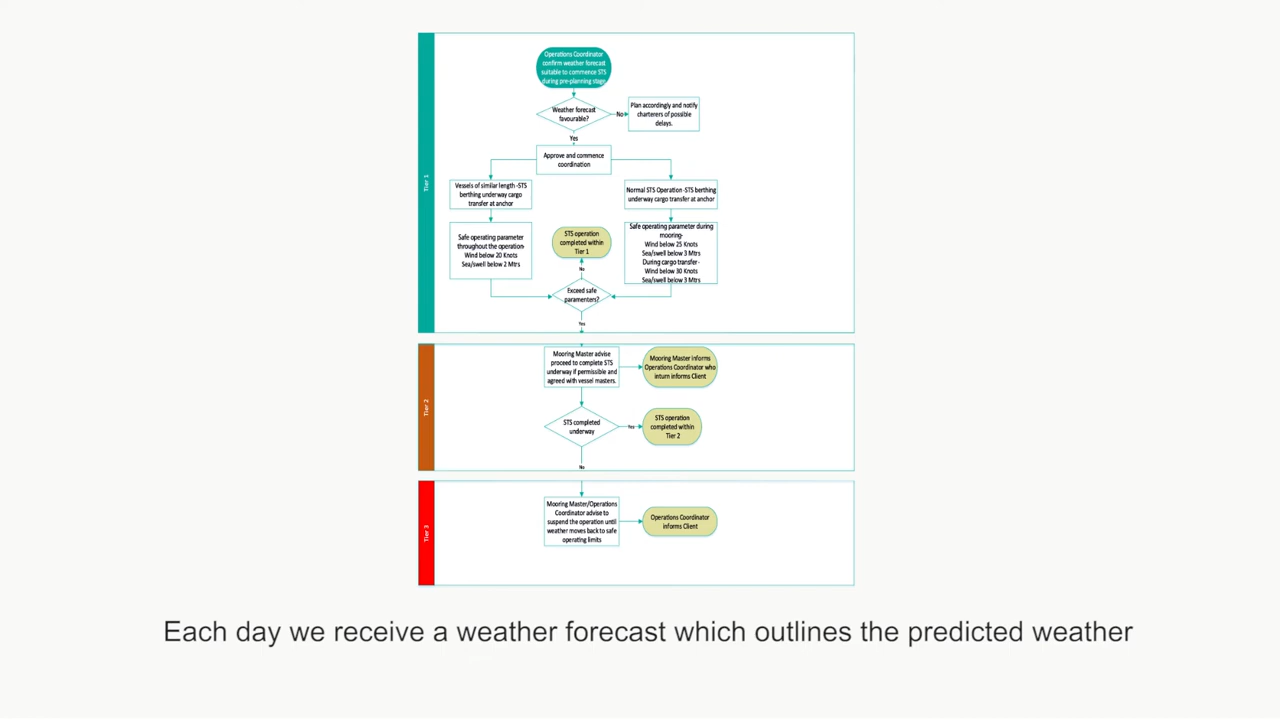 Operations Coordinator
confirm weather forecast
suitable to commence STS
during pre-planning stage
Weather forecast
favourable?
No
Plan accordingly and notify
charterers of possible
delays.
Yes
Approve and commence
coordination
Tier 1
Vessels of similar length -STS
berthing underway cargo
transfer at anchor
Normal STS Operation -STS berthing
underway cargo transfer at anchor
Safe operating parameter
throughout the operation-
Wind below 20 Knots
Sea/swell below 2 Mtrs
STS operation
completed within
Tier 1
Safe operating parameter during
mooring-
Wind below 25 Knots
Sea/swell below 3 Mtrs
During cargo transfer-
Wind below 30 Knots
Sea/swell below 3 Mtrs
No
Exceed safe
paramenters?
Yes
Tier 2
Mooring Master advise
proceed to complete STS
underway if permissible and
agreed with vessel masters.
Mooring Master informs
Operations Coordinator who
inturn informs Client
STS completed
underway
Yes
STS operation
completed within
Tier 2
No
Tier 3
Mooring Master/Operations
Coordinator advise to
suspend the operation until
weather moves back to safe
operating limits
Operations Coordinator
informs Client
Each day we receive a weather forecast which outlines the predicted weather